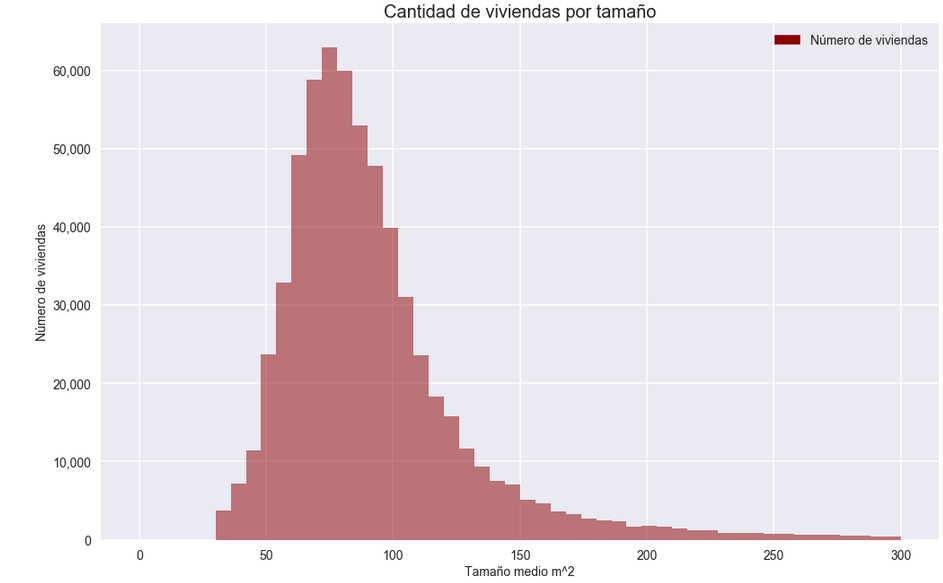 Cantidad de viviendas por tamaño
Número de viviendas
60,000
50,000
40,000
30,000
20,000
10,000
0
Número de viviendas
0 50 100 150 200 250 300
Tamaño medio m^2